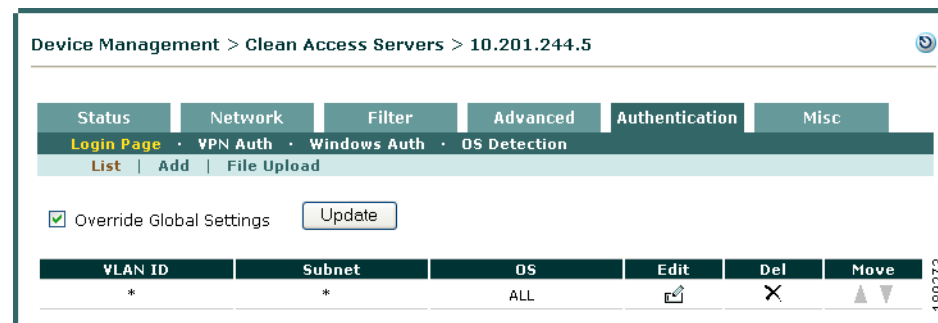 Device Management > Clean Access Servers > 10.201.244.5
Status Network Filter Advanced Authentication Misc
Login Page · VPN Auth · Windows Auth · OS Detection
List | Add | File Upload
Override Global Settings Update
VLAN ID Subnet OS Edit Del Move
* * ALL